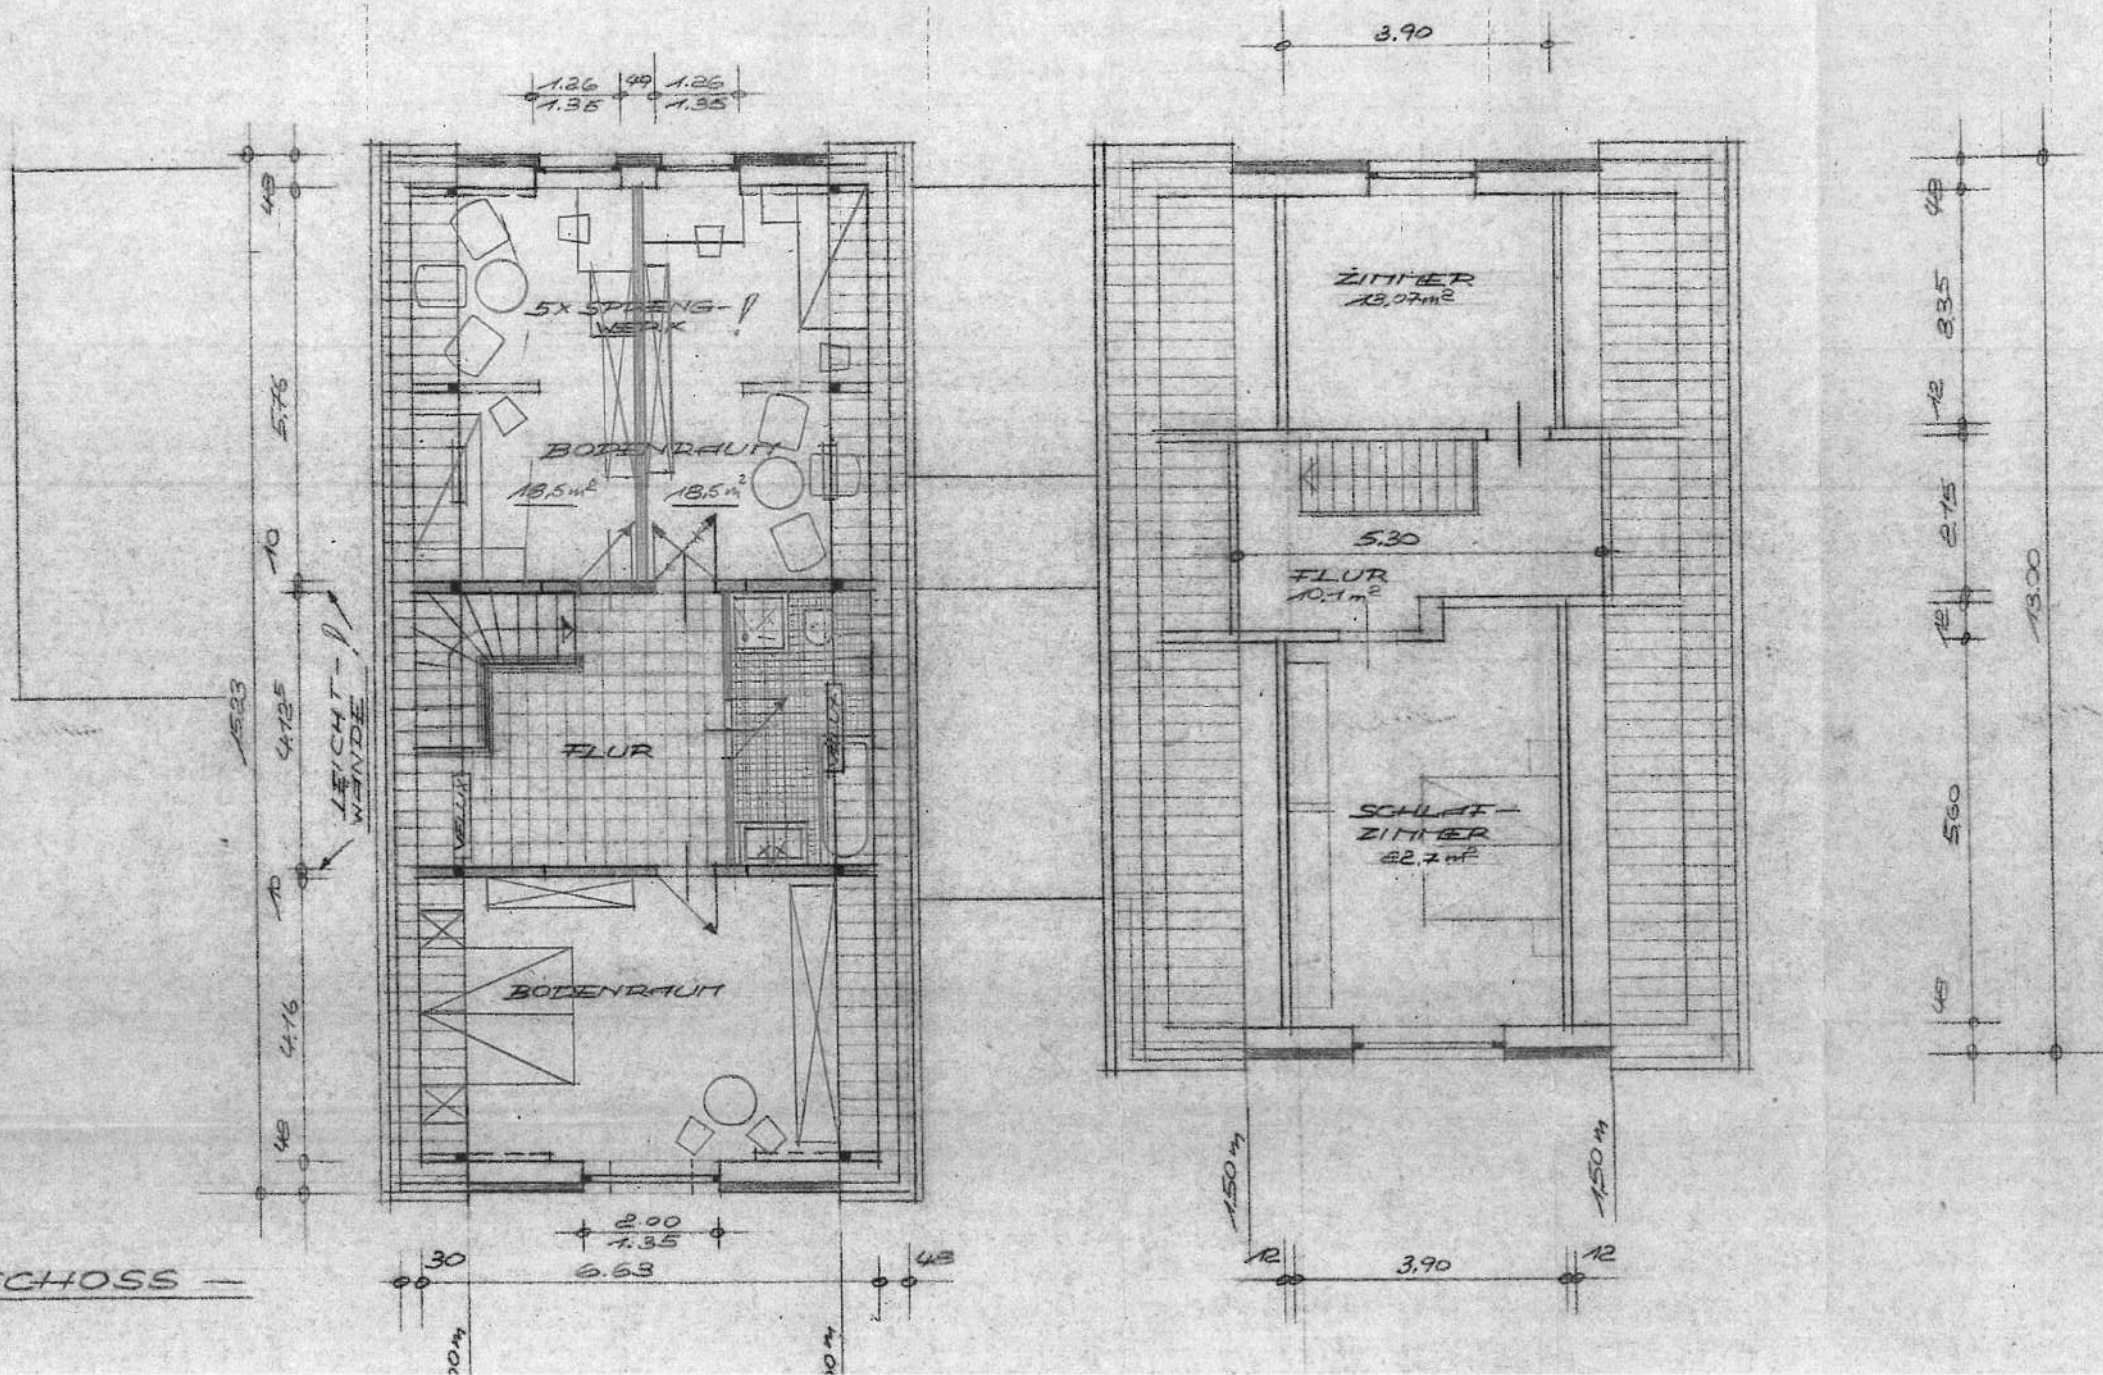 3.90
1.26 49 1.26
1.35 1.35
48
5.76
10
4.125
10
4.16
48
15.23
LEICHT-
WÄNDE
5X SPRENG-
WERK
BODENRAUM
18,5 m² 18,5 m²
FLUR
VELUX
VELUX
BODENRAUM
2.00
1.35
30 6.63 48
SCHOSS
00 m
00 m
ZIMMER
13,07 m²
5.30
FLUR
10,1 m²
SCHLAF-
ZIMMER
22,7 m²
1,50 m
1,50 m
12 3,90 12
48
3.35
12
2.15
12
5.60
48
13.00